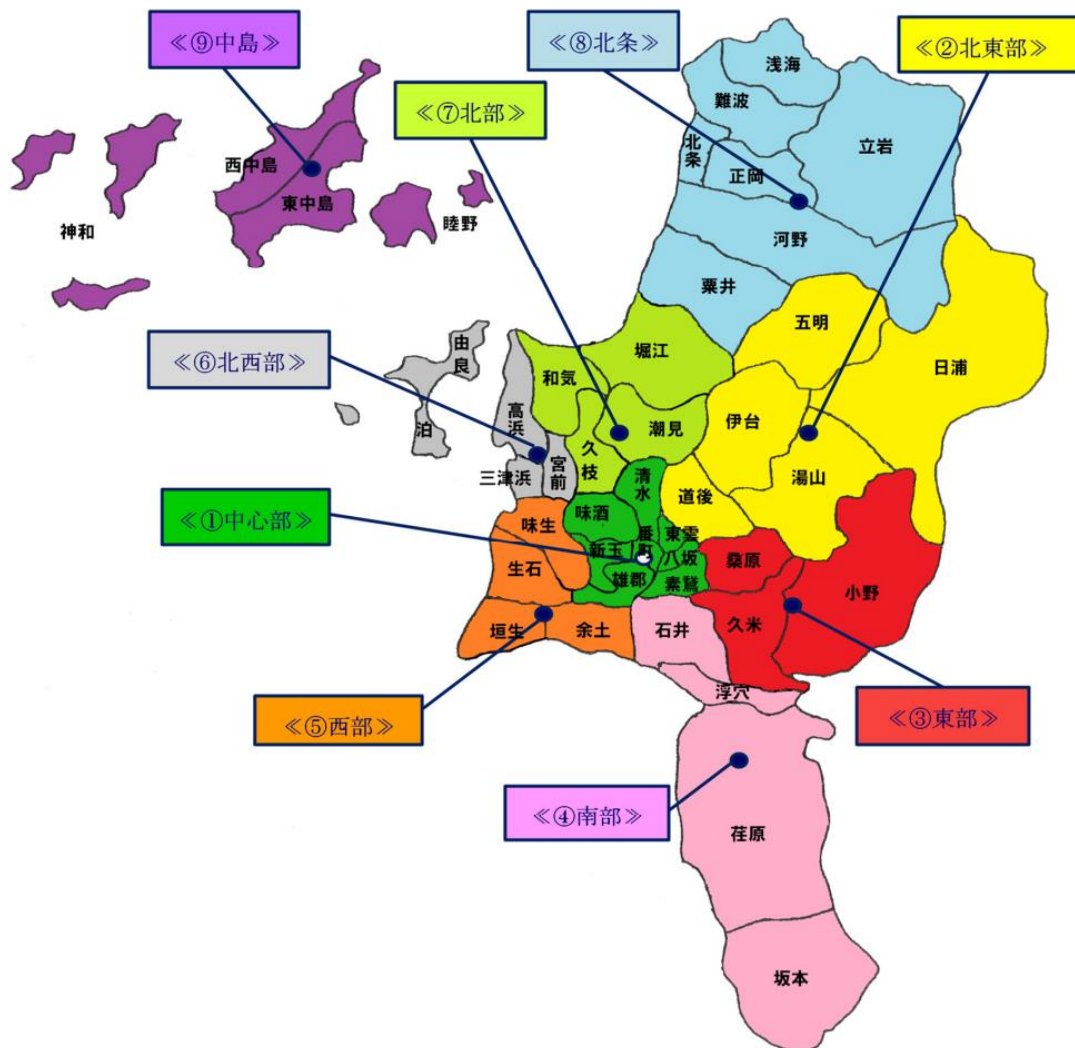 ≪⑨中島≫
≪⑧北条≫
≪②北東部≫
≪⑦北部≫
浅海
難波
北条
正岡
立岩
河野
粟井
西中島
東中島
神和
睦野
五明
日浦
堀江
和気
伊台
潮見
久枝
湯山
≪⑥北西部≫
由良
泊
高浜
三津浜
宮前
清水
道後
≪①中心部≫
味酒
味生
番町
東雲
新玉
八坂
雄郡
素鵞
桑原
小野
生石
久米
垣生
余土
石井
浮穴
≪⑤西部≫
≪③東部≫
≪④南部≫
荏原
坂本